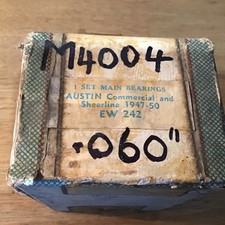 M4004
1 SET MAIN BEARINGS
AUSTIN Commercial and
Sheerline 1947-50
EW 242
.060"